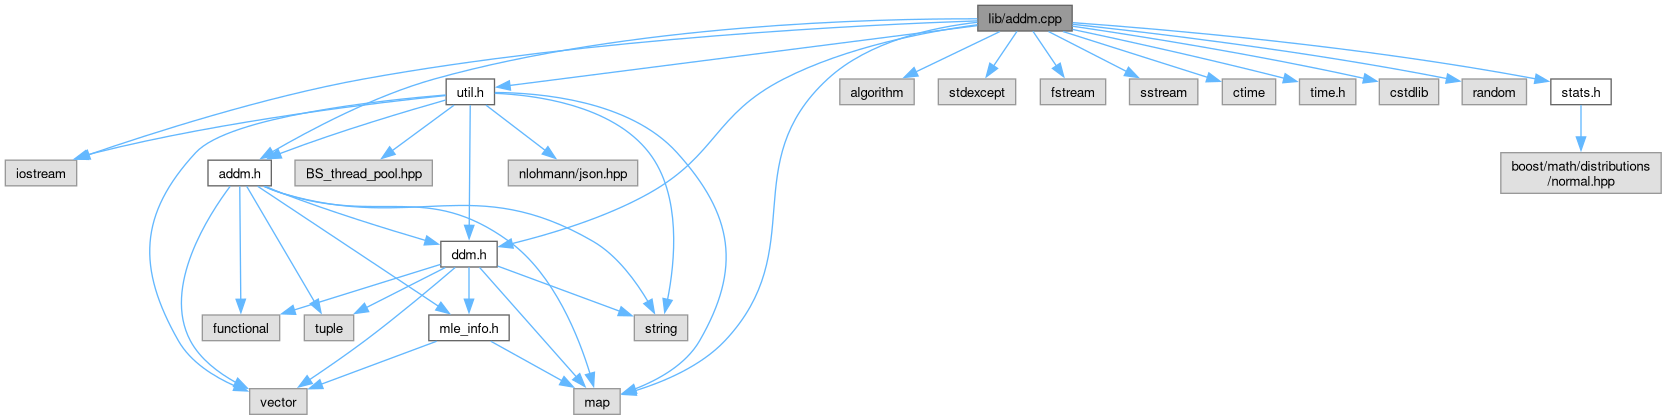 lib/addm.cpp
util.h
algorithm
stdexcept
fstream
sstream
ctime
time.h
cstdlib
random
stats.h
iostream
addm.h
BS_thread_pool.hpp
nlohmann/json.hpp
boost/math/distributions
/normal.hpp
ddm.h
functional
tuple
mle_info.h
string
vector
map